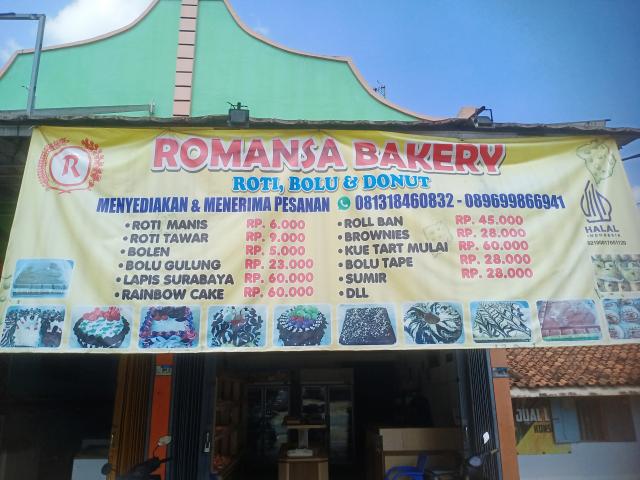 R
ROMANSA BAKERY
ROTI, BOLU & DONUT
MENYEDIAKAN & MENERIMA PESANAN 081318460832 - 089699866941
• ROTI MANIS RP. 6.000
• ROTI TAWAR RP. 9.000
• BOLEN RP. 5.000
• BOLU GULUNG RP. 23.000
• LAPIS SURABAYA RP. 60.000
• RAINBOW CAKE RP. 60.000
• ROLL BAN RP. 45.000
• BROWNIES RP. 28.000
• KUE TART MULAI RP. 60.000
• BOLU TAPE RP. 28.000
• SUMIR RP. 28.000
• DLL
HALAL
INDONESIA
JUAL